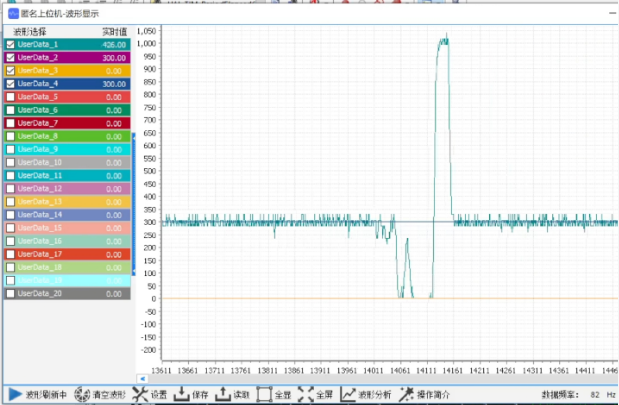 匿名上位机-波形显示
波形选择 实时值
UserData_1 406.00
UserData_2 300.00
UserData_3 0.00
UserData_4 300.00
UserData_5 0.00
UserData_6 0.00
UserData_7 0.00
UserData_8 0.00
UserData_9 0.00
UserData_10 0.00
UserData_11 0.00
UserData_12 0.00
UserData_13 0.00
UserData_14 0.00
UserData_15 0.00
UserData_16 0.00
UserData_17 0.00
UserData_18 0.00
UserData_20 0.00
1,050
1,000
950
900
850
800
750
700
650
600
550
500
450
400
350
300
250
200
150
100
50
0
-50
-100
-150
-200
13611 13661 13711 13761 13811 13861 13911 13961 14011 14061 14111 14161 14211 14261 14311 14361 14411 1446
波形刷新中 清空波形 设置 保存 读取 全显 全屏 波形分析 操作简介 数据频率: 82 Hz